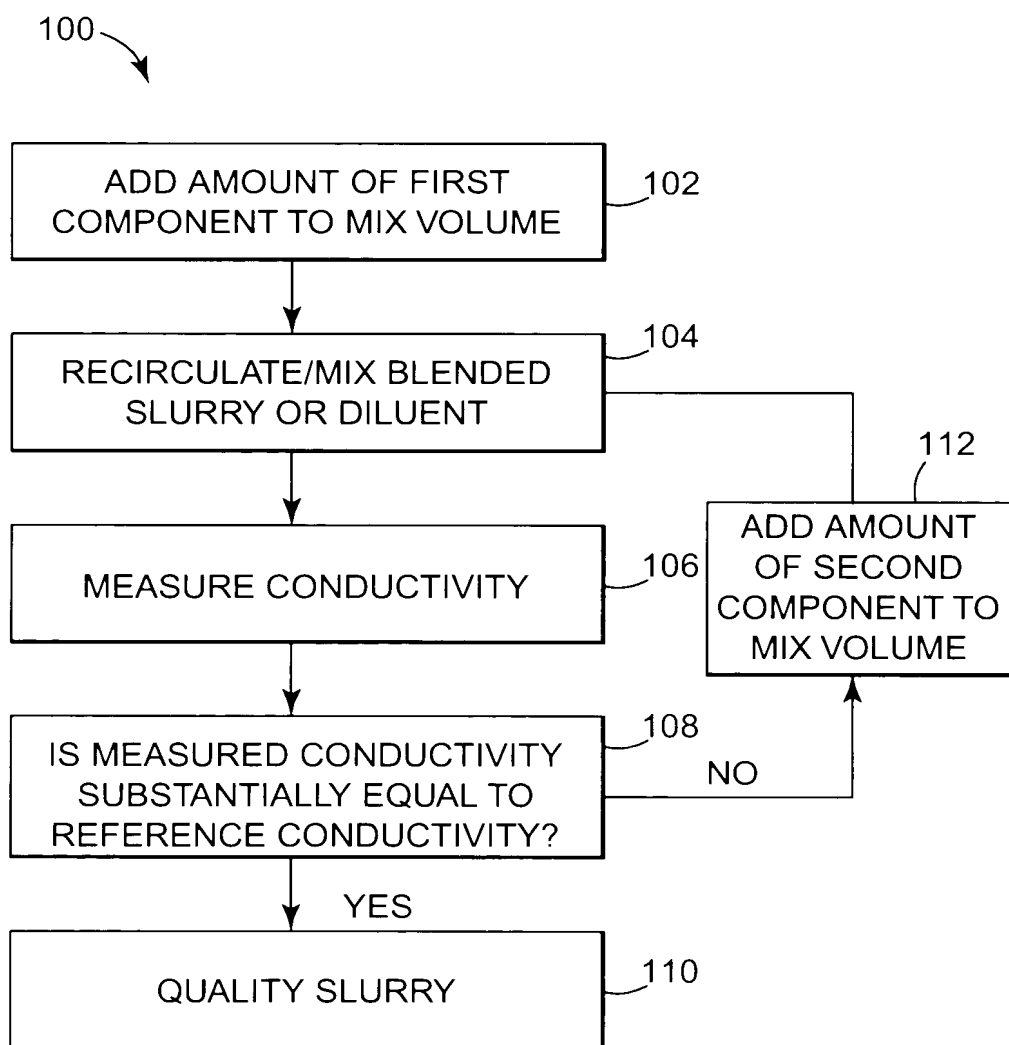 100
ADD AMOUNT OF FIRST
COMPONENT TO MIX VOLUME
102
RECIRCULATE/MIX BLENDED
SLURRY OR DILUENT
104
MEASURE CONDUCTIVITY
106
IS MEASURED CONDUCTIVITY
SUBSTANTIALLY EQUAL TO
REFERENCE CONDUCTIVITY?
108
NO
112
ADD AMOUNT
OF SECOND
COMPONENT TO
MIX VOLUME
YES
QUALITY SLURRY
110